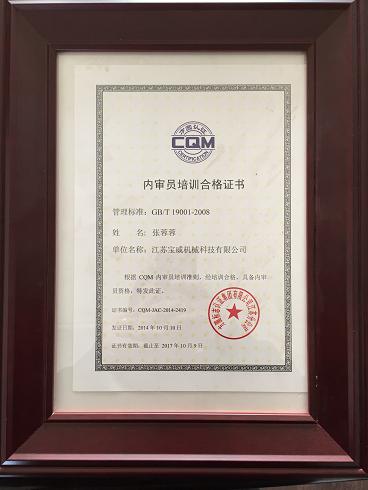 方圆认证
CQM
CERTIFICATION
内审员培训合格证书
管理标准：GB/T 19001-2008
姓 名：张蓉蓉
单位名称：江苏宝威机械科技有限公司
根据 CQM 内审员培训准则，经培训合格，具备内审
员资格，特发此证。
证书编号：CQM-JAC-2014-2419
发证日期：2014 年 10 月 10 日
证书有效期：截止至 2017 年 10 月 9 日